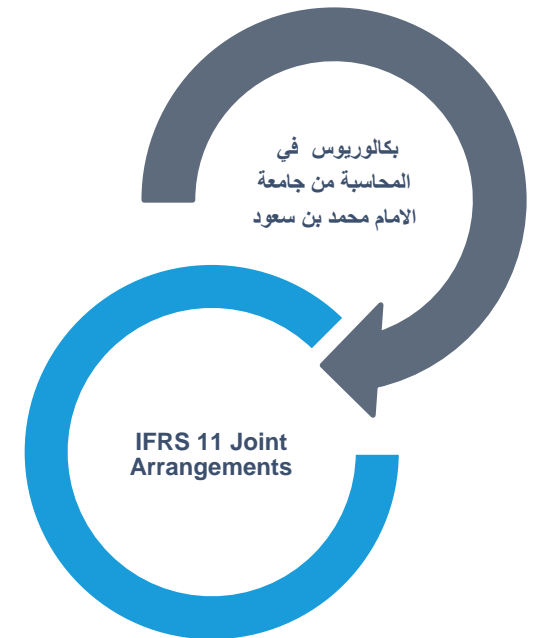 بكالوريوس في
المحاسبة من جامعة
الامام محمد بن سعود
IFRS 11 Joint
Arrangements